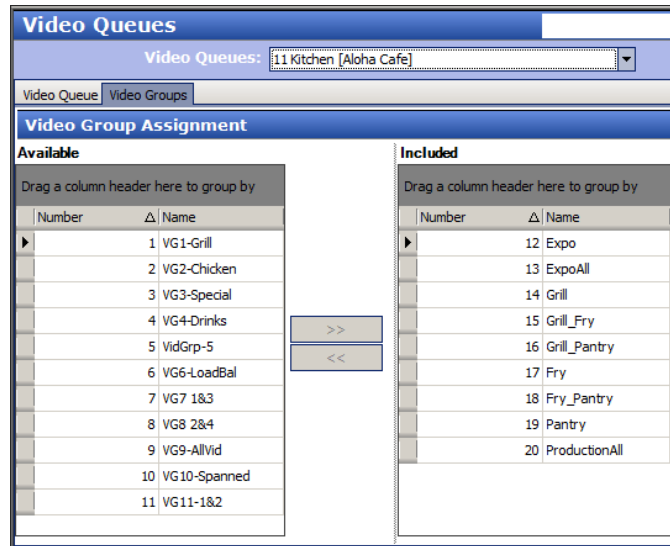 Video Queues
Video Queues: 11 Kitchen [Aloha Cafe]
Video Queue Video Groups
Video Group Assignment
Available
Drag a column header here to group by
Number Name
1 VG1-Grill
2 VG2-Chicken
3 VG3-Special
4 VG4-Drinks
5 VidGrp-5
6 VG6-LoadBal
7 VG7 1&3
8 VG8 2&4
9 VG9-AllVid
10 VG10-Spanned
11 VG11-1&2
>>
<<
Included
Drag a column header here to group by
Number Name
12 Expo
13 ExpoAll
14 Grill
15 Grill_Fry
16 Grill_Pantry
17 Fry
18 Fry_Pantry
19 Pantry
20 ProductionAll